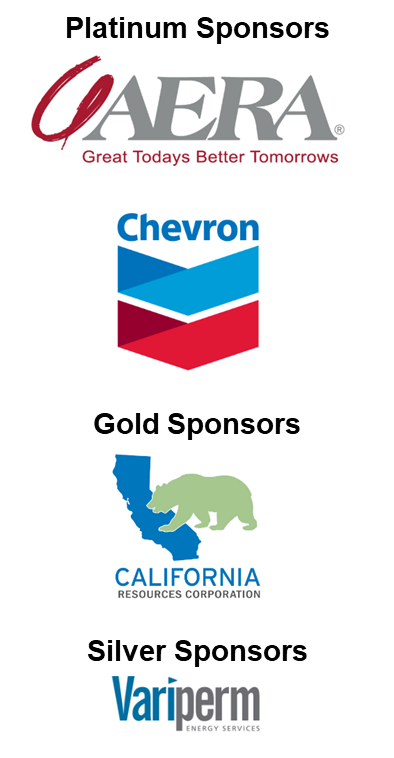 Platinum Sponsors
AERA®
Great Todays Better Tomorrows
Chevron
Gold Sponsors
CALIFORNIA
RESOURCES CORPORATION
Silver Sponsors
Variperm
ENERGY SERVICES